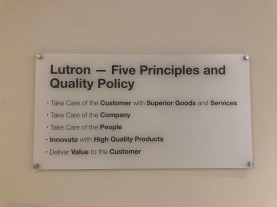 Lutron — Five Principles and
Quality Policy
• Take Care of the Customer with Superior Goods and Services
• Take Care of the Company
• Take Care of the People
• Innovate with High Quality Products
• Deliver Value to the Customer